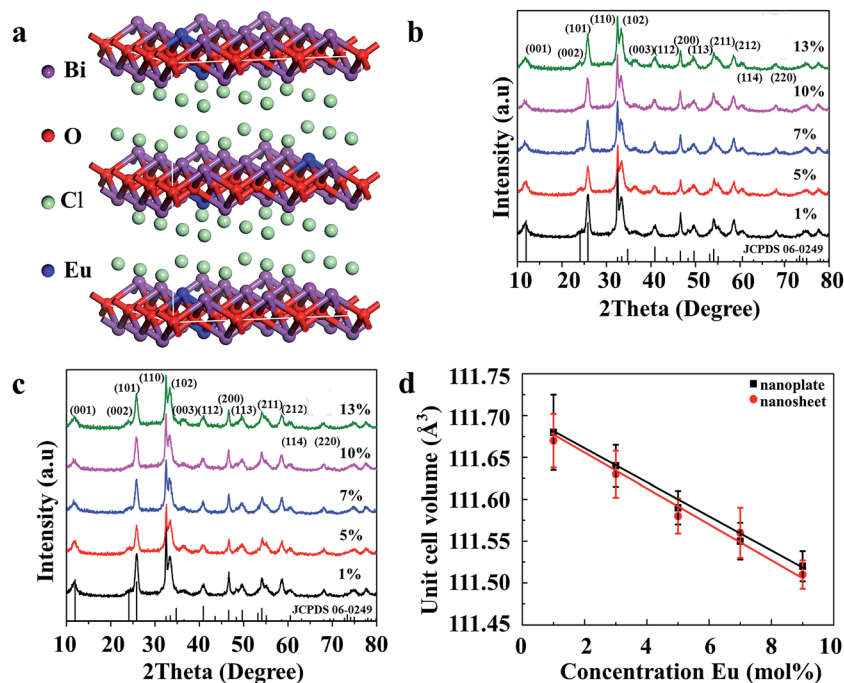 a
Bi
O
Cl
Eu
b
Intensity (a.u)
(001)
(002)
(101)
(110)
(102)
(003)
(112)
(200)
(113)
(211)
(212)
(114)
(220)
13%
10%
7%
5%
1%
JCPDS 06-0249
10 20 30 40 50 60 70 80
2Theta (Degree)
c
Intensity (a.u)
(001)
(002)
(101)
(110)
(102)
(003)
(112)
(200)
(113)
(211)
(212)
(114)
(220)
13%
10%
7%
5%
1%
JCPDS 06-0249
10 20 30 40 50 60 70 80
2Theta (Degree)
d
Unit cell volume (Å³)
111.75
111.70
111.65
111.60
111.55
111.50
111.45
nanoplate
nanosheet
0 2 4 6 8 10
Concentration Eu (mol%)